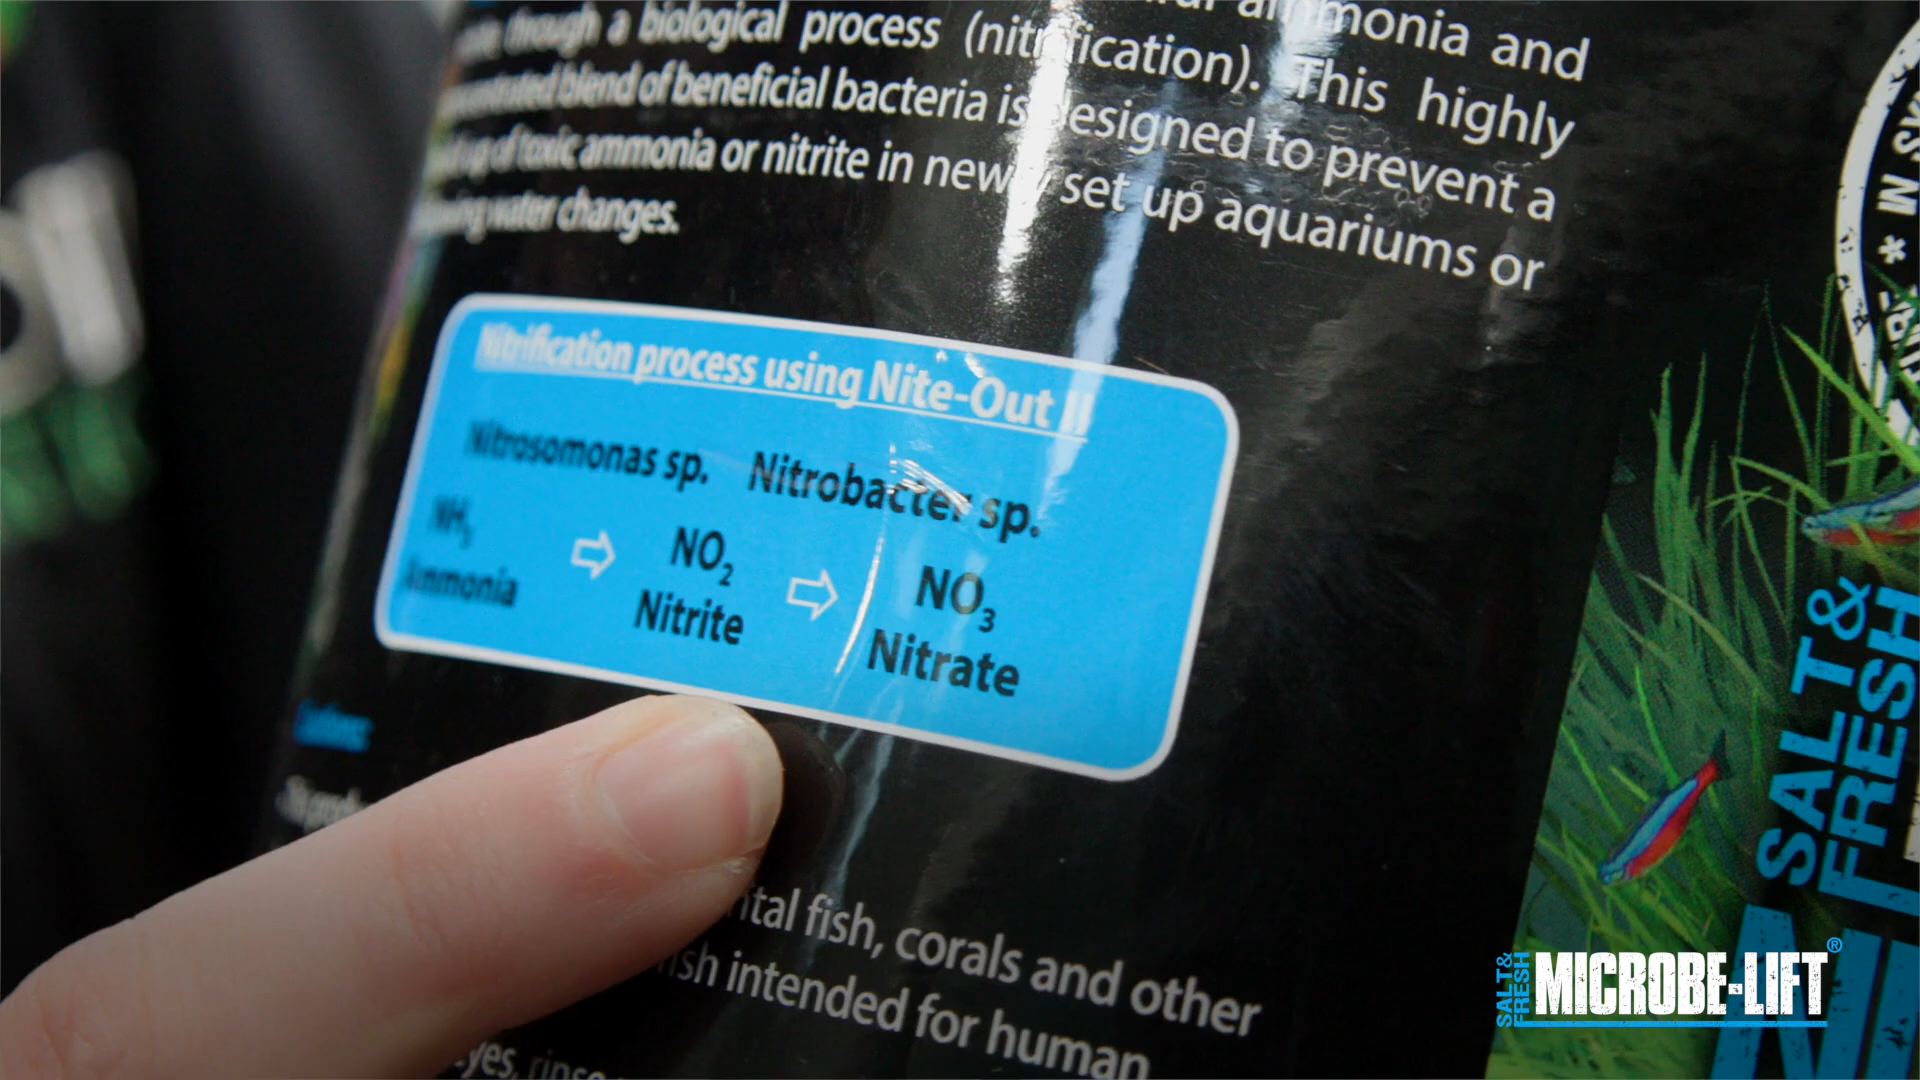 ammonia and
through a biological process (nitrification). This highly
concentrated blend of beneficial bacteria is designed to prevent a
of toxic ammonia or nitrite in newly set up aquariums or
water changes.
Nitrification process using Nite-Out II
Nitrosomonas sp. Nitrobacter sp.
NH3 ⇨ NO2 ⇨ NO3
Ammonia Nitrite Nitrate
fish, corals and other
intended for human
eyes, rinse
SALT &
FRESH
SALT &
FRESH
MICROBE-LIFT®